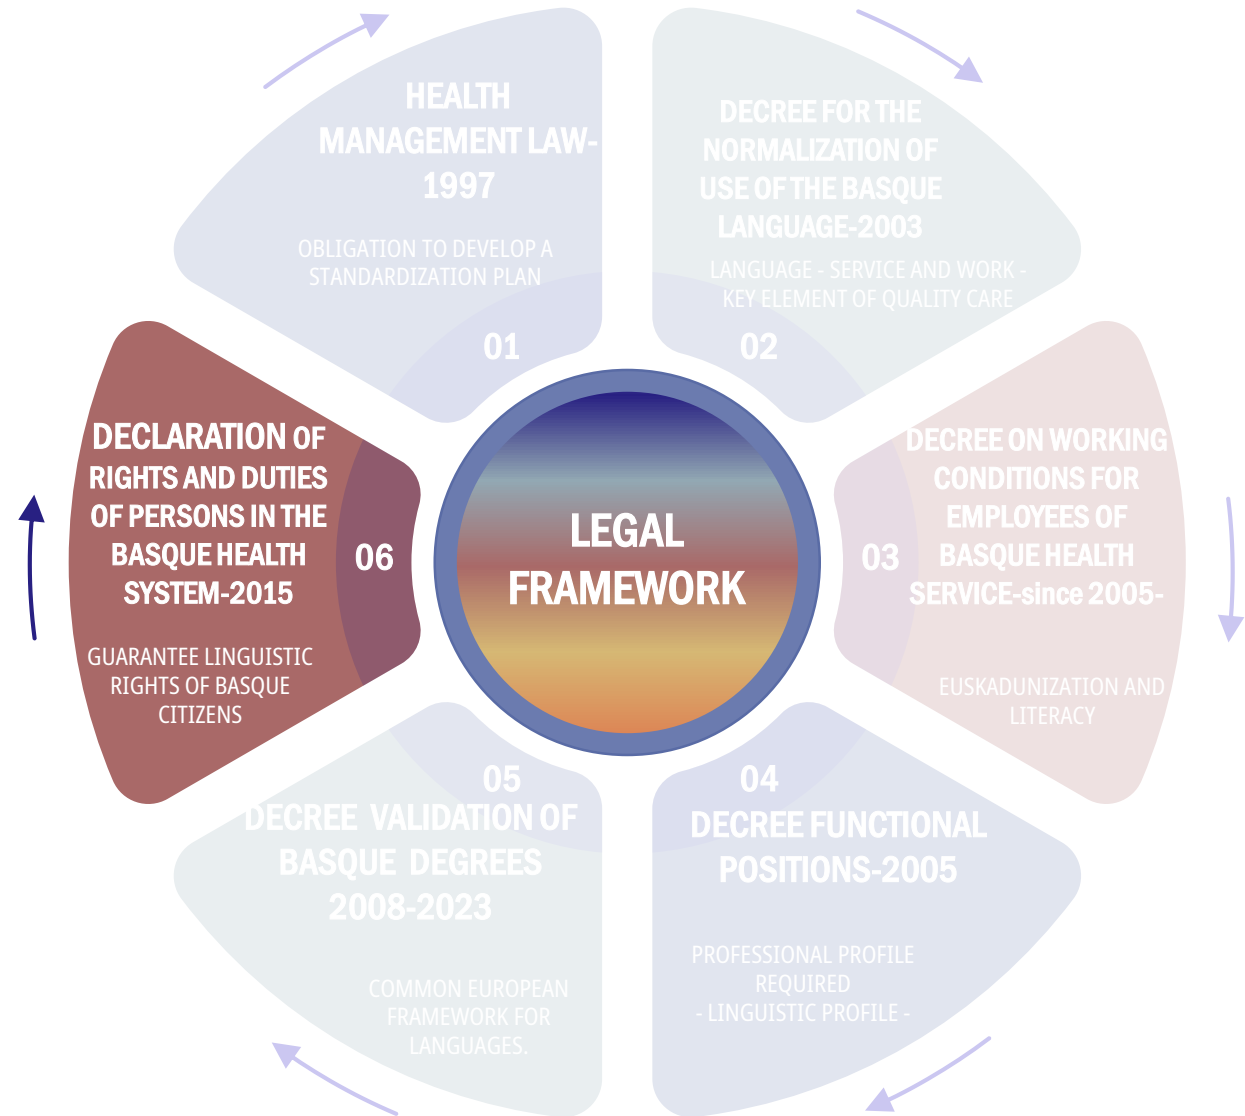 HEALTH
MANAGEMENT LAW-
1997
OBLIGATION TO DEVELOP A
STANDARDIZATION PLAN
01
DECREE FOR THE
NORMALIZATION OF
USE OF THE BASQUE
LANGUAGE-2003
LANGUAGE - SERVICE AND WORK -
KEY ELEMENT OF QUALITY CARE
02
DECREE ON WORKING
CONDITIONS FOR
EMPLOYEES OF
BASQUE HEALTH
SERVICE-since 2005-
03
EUSKADUNIZATION AND
LITERACY
04
DECREE FUNCTIONAL
POSITIONS-2005
PROFESSIONAL PROFILE
REQUIRED
- LINGUISTIC PROFILE -
05
DECREE VALIDATION OF
BASQUE DEGREES
2008-2023
COMMON EUROPEAN
FRAMEWORK FOR
LANGUAGES.
DECLARATION OF
RIGHTS AND DUTIES
OF PERSONS IN THE
BASQUE HEALTH
SYSTEM-2015
06
GUARANTEE LINGUISTIC
RIGHTS OF BASQUE
CITIZENS
LEGAL
FRAMEWORK